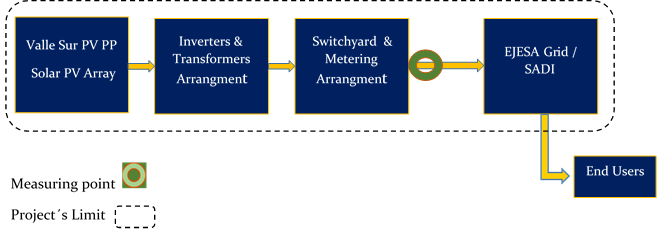 Valle Sur PV PP
Solar PV Array
Inverters &
Transformers
Arrangment
Switchyard &
Metering
Arrangment
EJESA Grid /
SADI
End Users
Measuring point
Project´s Limit